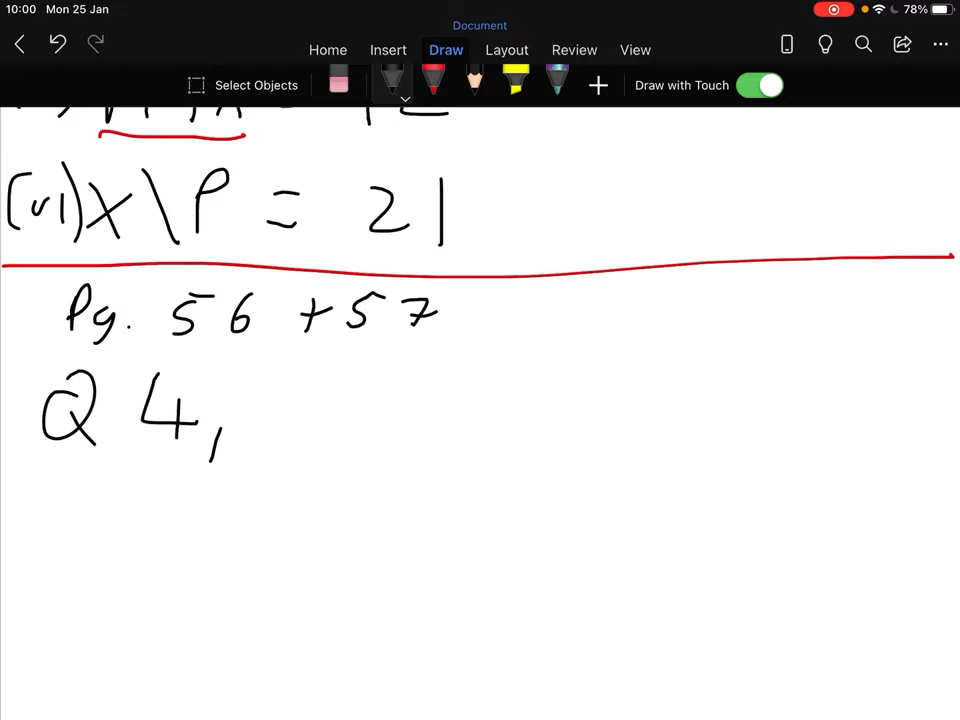 10:00 Mon 25 Jan 78%
Document
Home Insert Draw Layout Review View
Select Objects Draw with Touch
(vi) X \ P = 21
Pg. 56 + 57
Q 4,